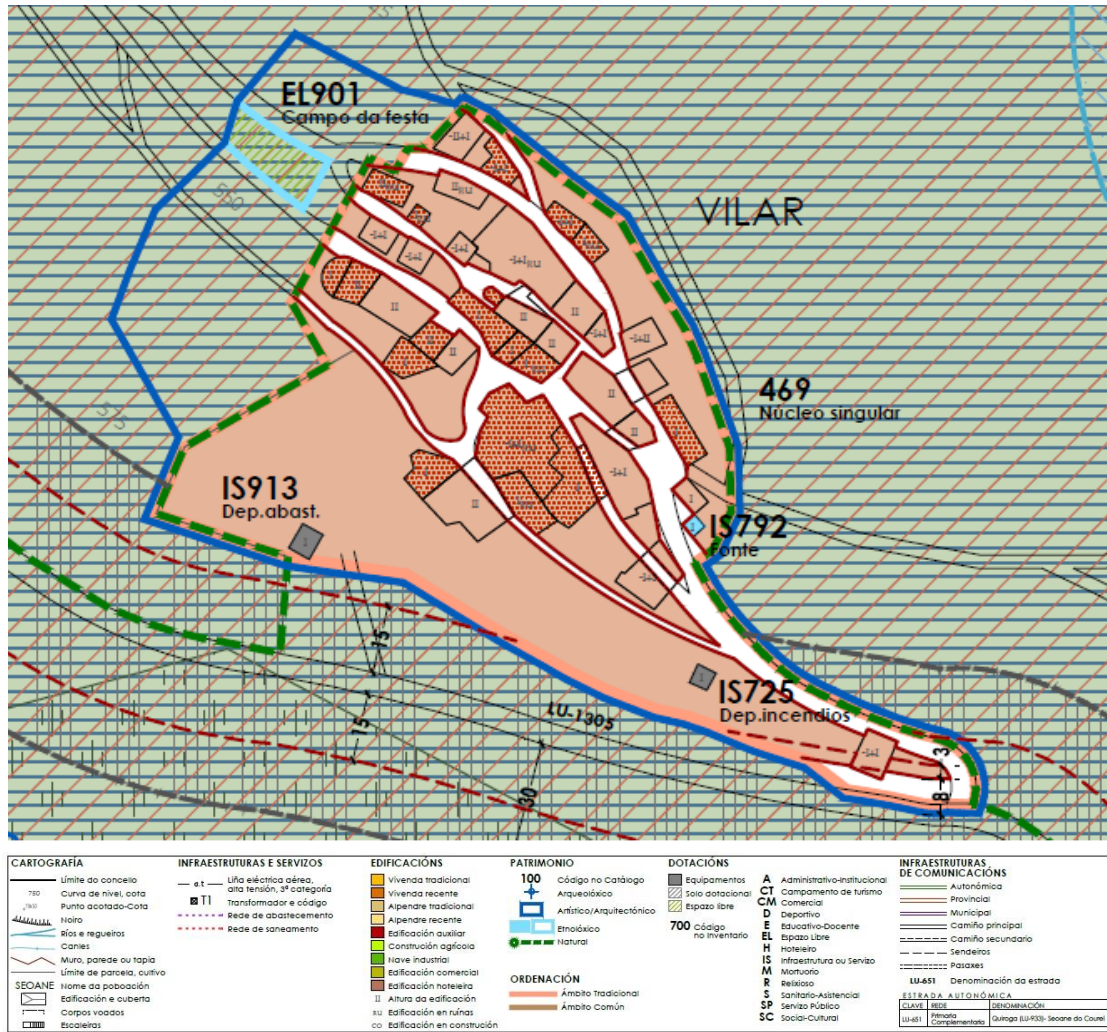 545
EL901
Campo da festa
560
VILAR
575
469
Núcleo singular
IS913
Dep.abast.
IS792
Fonte
15
15
IS725
Dep.incendios
LU-1305
30
3
8
CARTOGRAFÍA
Límite do concello
780 Curva de nivel, cota
Punto acotado-Cota
Noiro
Ríos e regueiros
Canles
Muro, parede ou tapia
Límite de parcela, cultivo
SEOANE Nome da poboación
Edificación e cuberta
Corpos voados
Escaleiras
INFRAESTRUTURAS E SERVIZOS
a.t Liña eléctrica aérea,
alta tensión, 3ª categoría
T1 Transformador e código
Rede de abastecemento
Rede de saneamento
EDIFICACIÓNS
Vivenda tradicional
Vivenda recente
Alpendre tradicional
Alpendre recente
Edificación auxiliar
Construción agrícola
Nave industrial
Edificación comercial
Edificación hoteleira
II Altura da edificación
RU Edificación en ruínas
CO Edificación en construción
PATRIMONIO
100 Código no Catálogo
Arqueolóxico
Artístico/Arquitectónico
Etnolóxico
Natural
ORDENACIÓN
Ámbito Tradicional
Ámbito Común
DOTACIÓNS
Equipamentos
Solo dotacional
Espazo libre
700 Código
no Inventario
A Administrativo-Institucional
CT Campamento de turismo
CM Comercial
D Deportivo
E Educativo-Docente
EL Espazo Libre
H Hoteleiro
IS Infraestrutura ou Servizo
M Mortuorio
R Relixioso
S Sanitario-Asistencial
SP Servizo Público
SC Social-Cultural
INFRAESTRUTURAS
DE COMUNICACIÓNS
Autonómica
Provincial
Municipal
Camiño principal
Camiño secundario
Sendeiros
Pasaxes
LU-651 Denominación da estrada
ESTRADA AUTONÓMICA
CLAVE REDE DENOMINACIÓN
LU-651 Primaria Complementaria Quiroga (LU-933)- Seoane do Courel